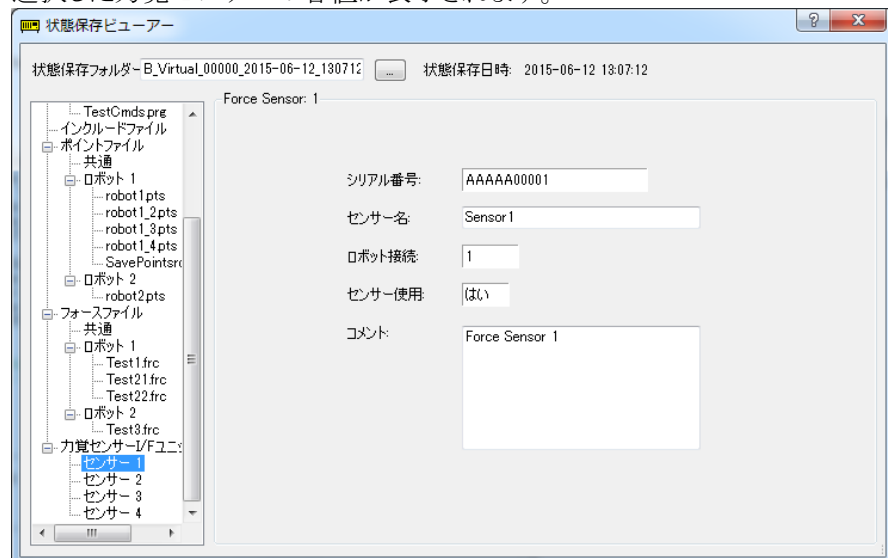 状態保存ビューアー
状態保存フォルダー B_Virtual_00000_2015-06-12_130712 ... 状態保存日時: 2015-06-12 13:07:12
TestCmds.prg
インクルードファイル
ポイントファイル
共通
ロボット 1
robot1.pts
robot1_2.pts
robot1_3.pts
robot1_4.pts
SavePointsr
ロボット 2
robot2.pts
フォースファイル
共通
ロボット 1
Test1.frc
Test21.frc
Test22.frc
ロボット 2
Test3.frc
力覚センサーI/Fユニ
センサー 1
センサー 2
センサー 3
センサー 4
Force Sensor: 1
シリアル番号: AAAAA00001
センサー名: Sensor1
ロボット接続: 1
センサー使用: はい
コメント: Force Sensor 1